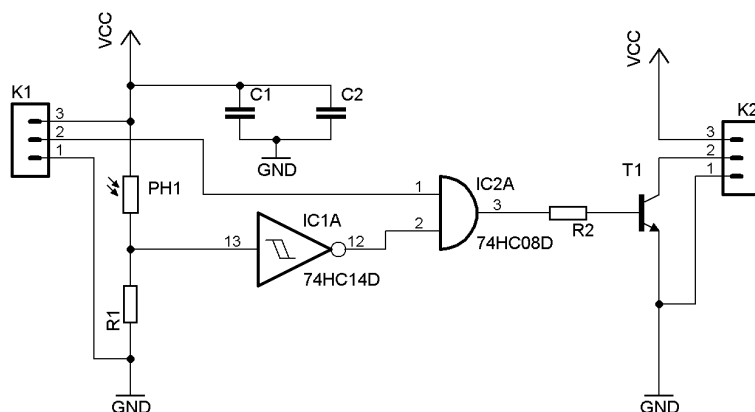 VCC
VCC
K1
C1
C2
K2
3
2
1
3
2
1
GND
T1
PH1
1
IC2A
3
2
R2
IC1A
13
12
74HC08D
74HC14D
R1
GND
GND